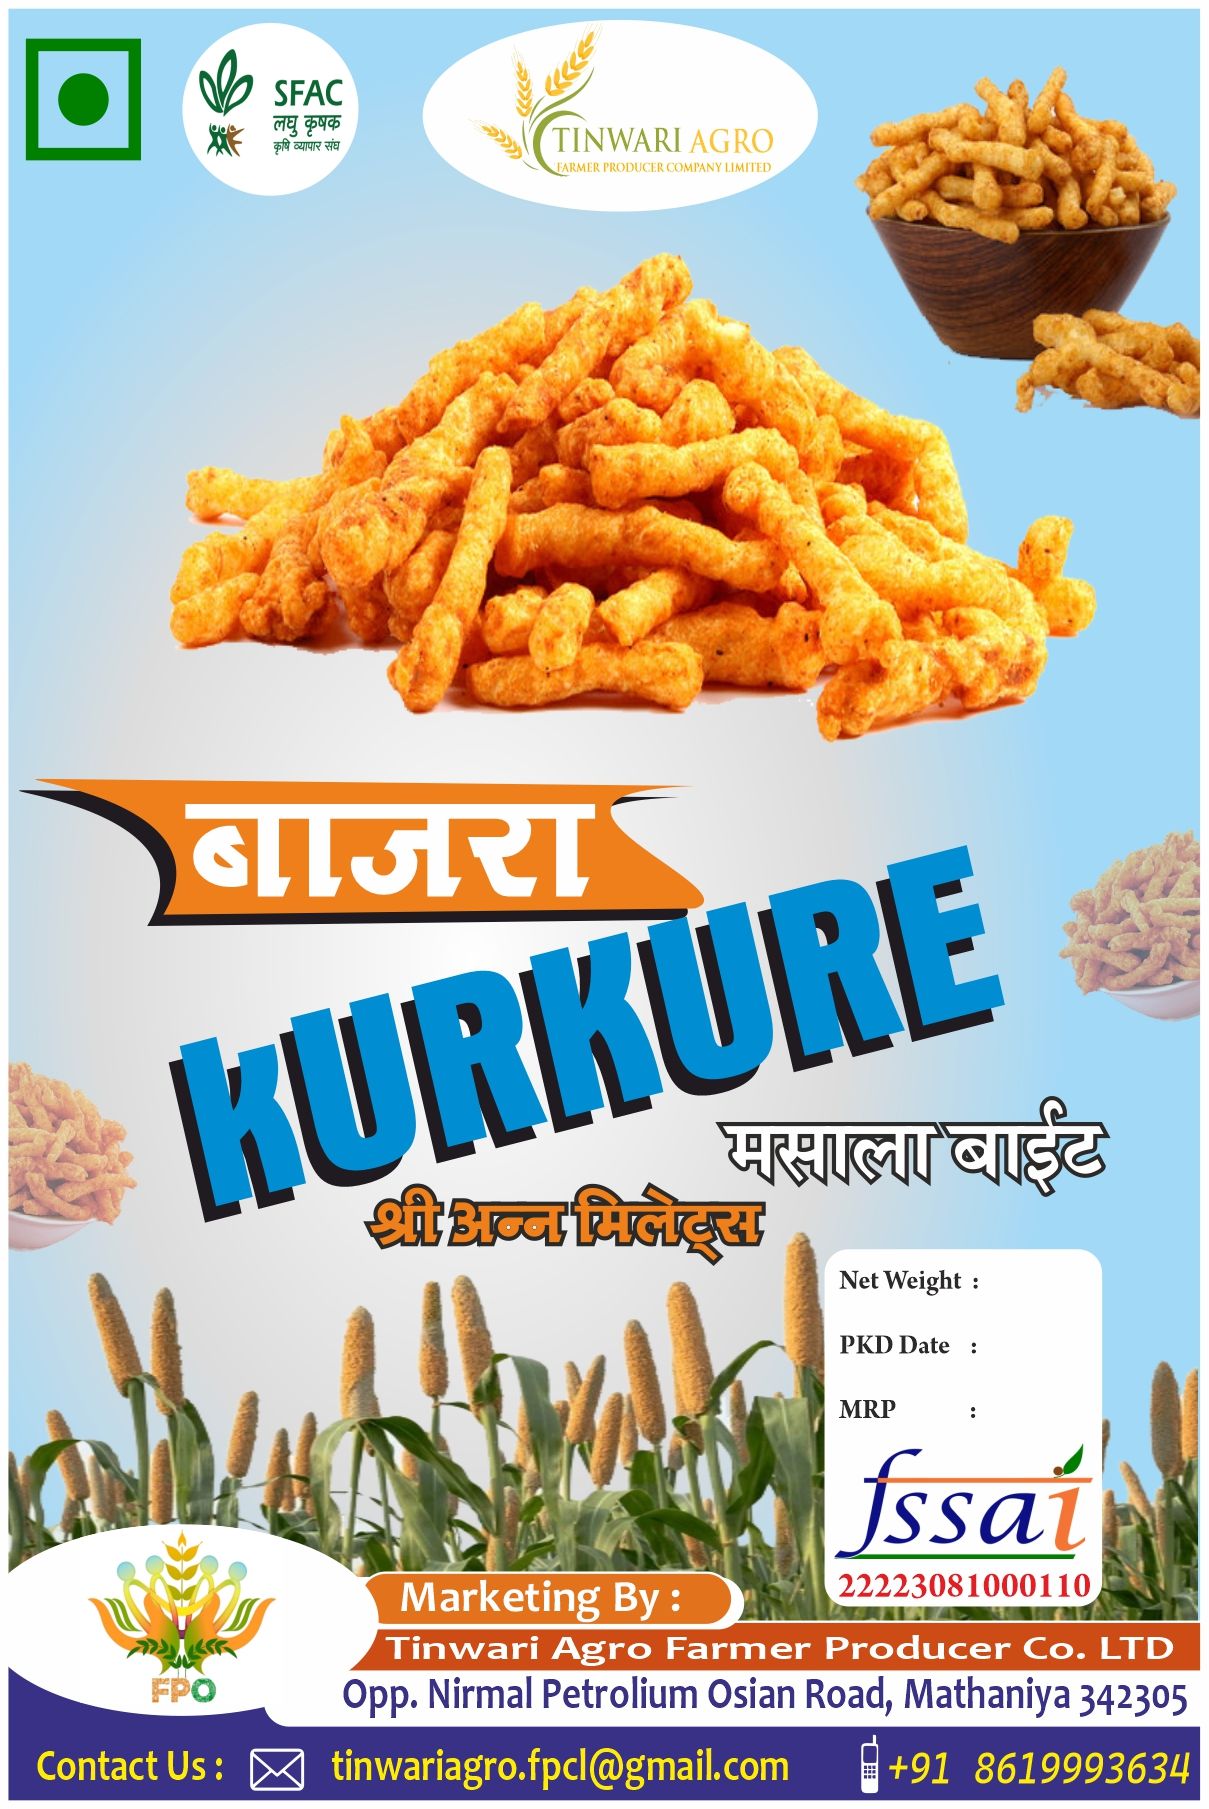 SFAC
लघु कृषक
कृषि व्यापार संघ
TINWARI AGRO
FARMER PRODUCER COMPANY LIMITED
बाजरा
KURKURE
मसाला बाईट
श्री अन्न मिलेट्स
Net Weight :
PKD Date :
MRP :
fssai
22223081000110
FPO
Marketing By :
Tinwari Agro Farmer Producer Co. LTD
Opp. Nirmal Petrolium Osian Road, Mathaniya 342305
Contact Us : tinwariagro.fpcl@gmail.com +91 8619993634